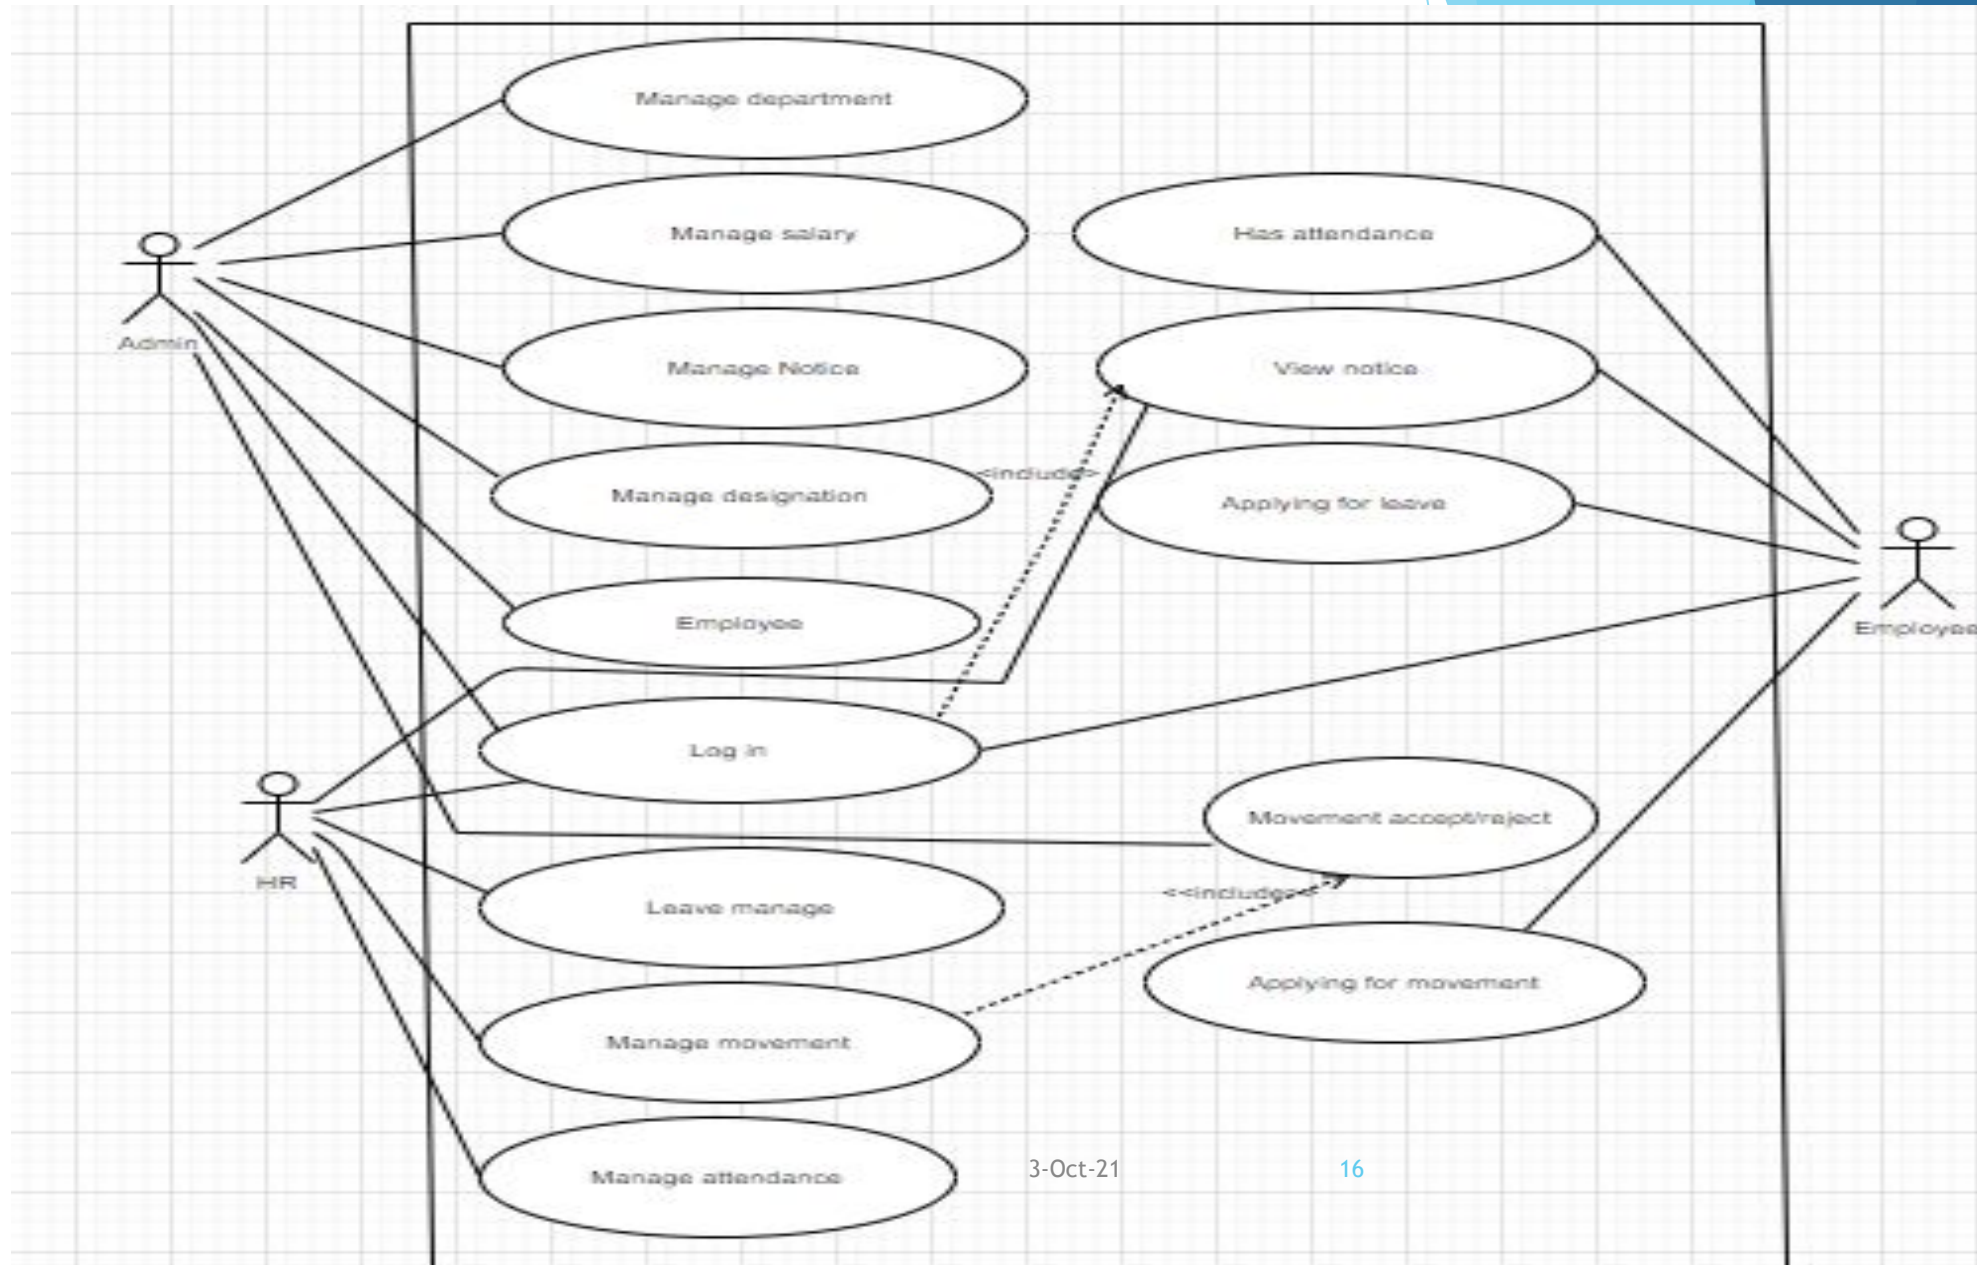 Manage department
Manage salary
Has attendance
Admin
Manage Notice
View notice
<include>
Manage designation
Applying for leave
Employee
Employee
Log in
Movement accept/reject
HR
<<include<<
Leave manage
Applying for movement
Manage movement
Manage attendance
3-Oct-21
16